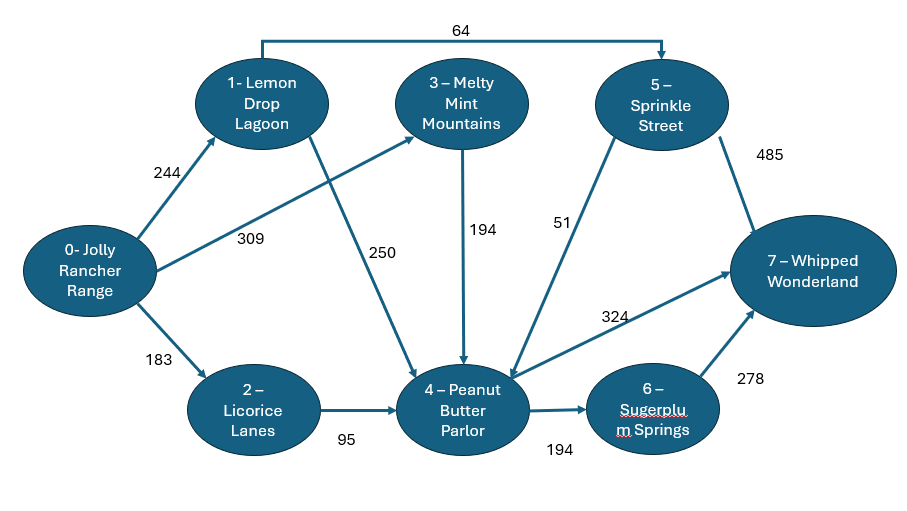 64
1- Lemon
Drop
Lagoon
3 – Melty
Mint
Mountains
5 –
Sprinkle
Street
244
485
309
250
194
51
0- Jolly
Rancher
Range
7 – Whipped
Wonderland
324
183
2 –
Licorice
Lanes
95
4 – Peanut
Butter
Parlor
194
6 –
Sugerplu
m Springs
278